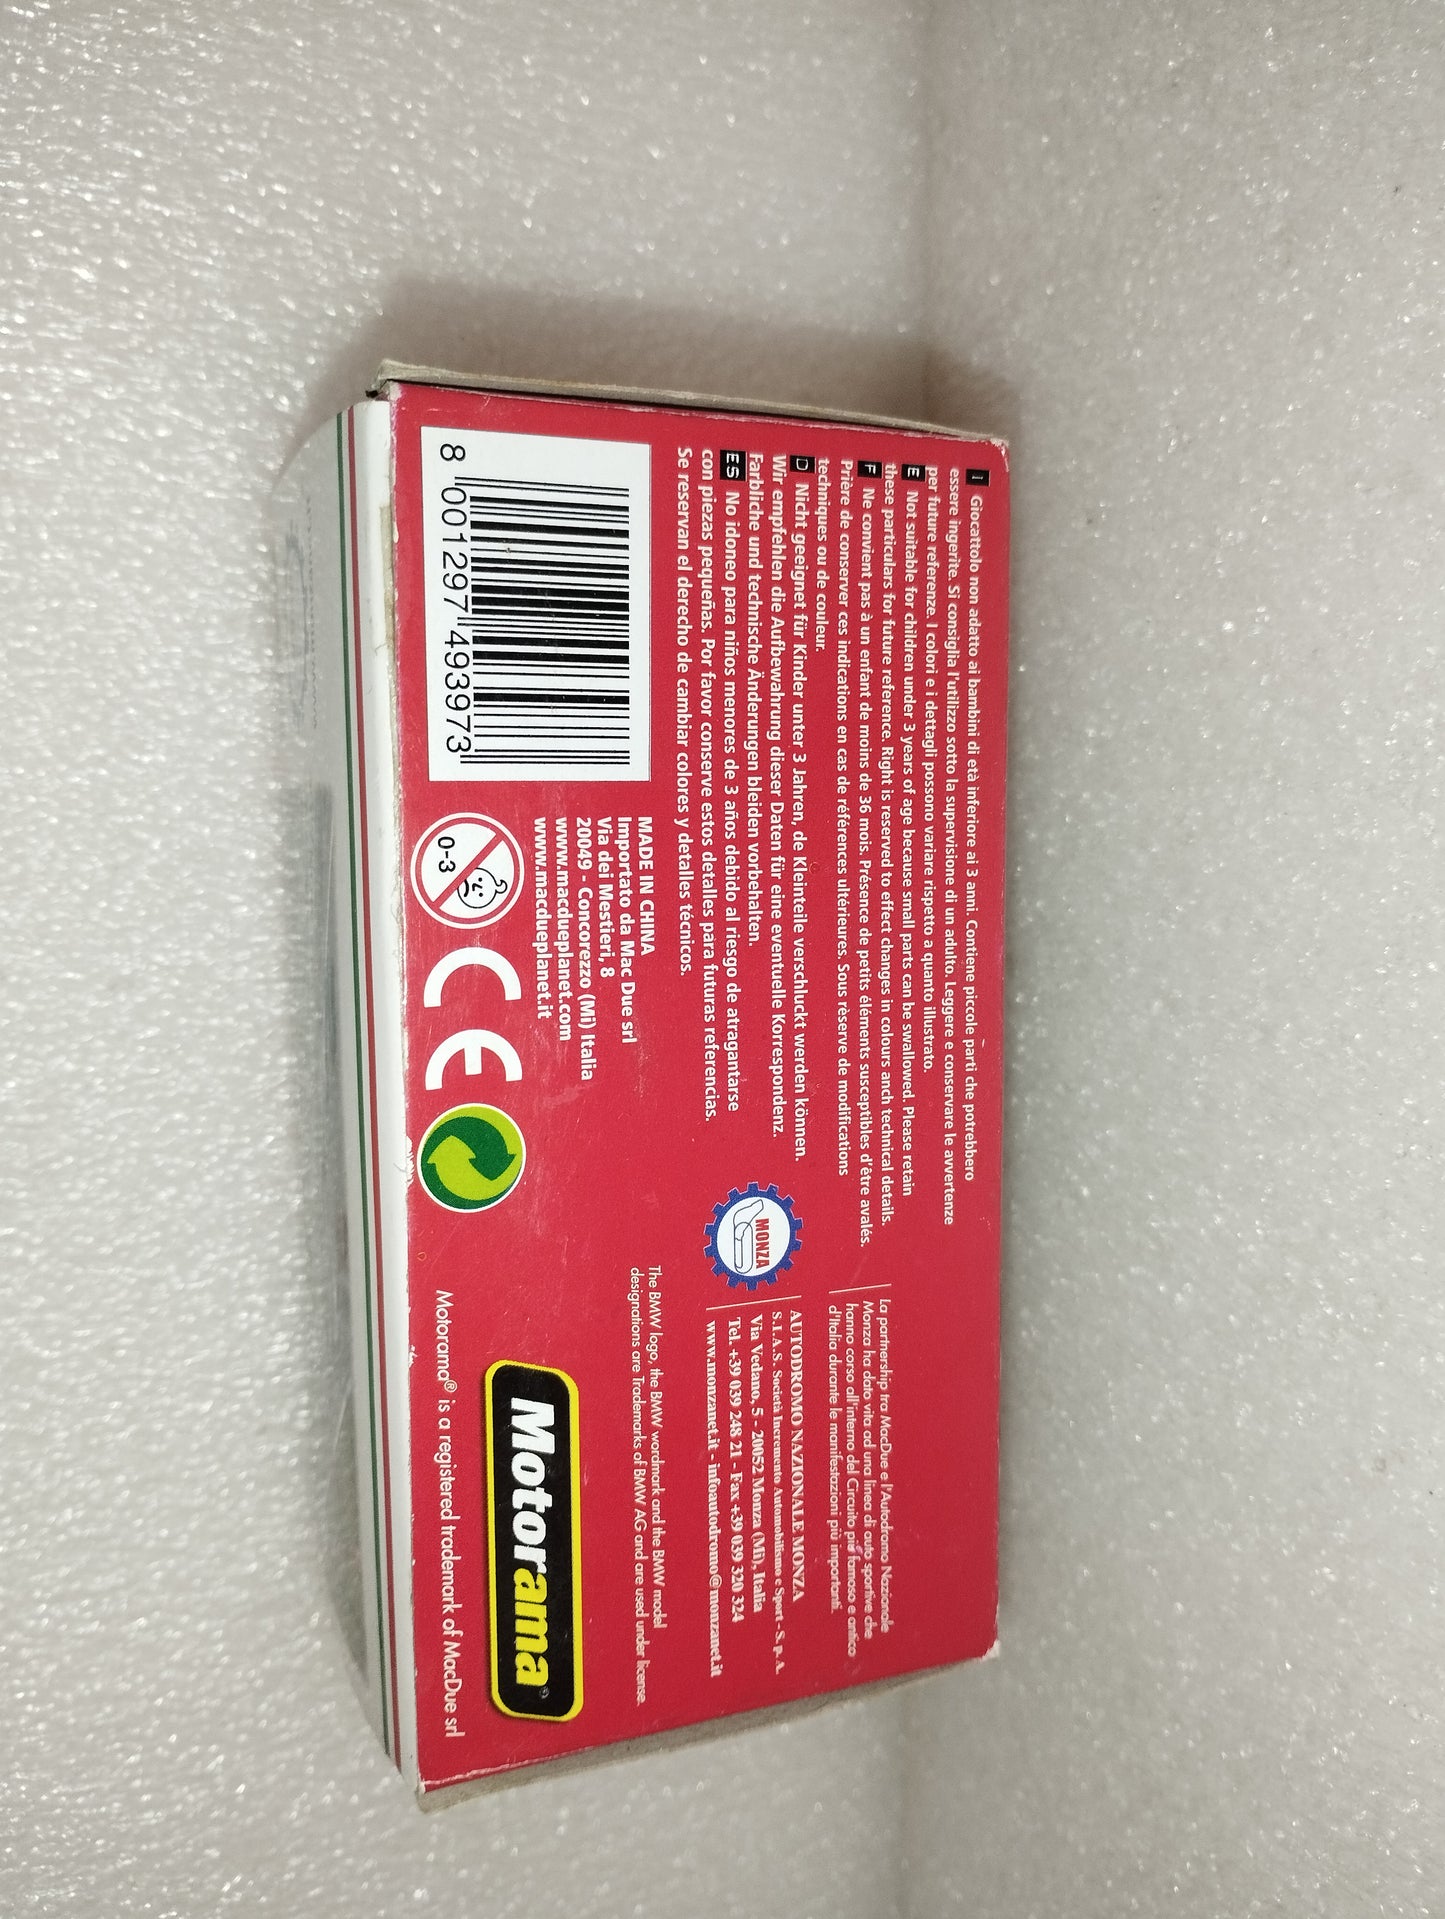 I Giocattolo non adatto ai bambini di età inferiore ai 3 anni. Contiene piccole parti che potrebbero
essere ingerite. Si consiglia l'utilizzo sotto la supervisione di un adulto. Leggere e conservare le avvertenze
per future referenze. I colori e i dettagli possono variare rispetto a quanto illustrato.
E Not suitable for children under 3 years of age because small parts can be swallowed. Please retain
these particulars for future reference. Right is reserved to effect changes in colours anch technical details.
F Ne convient pas à un enfant de moins de 36 mois. Présence de petits éléments susceptibles d'être avalés.
Prière de conserver ces indications en cas de références ultérieures. Sous rèserve de modifications
techniques ou de couleur.
D Nicht geeignet für Kinder unter 3 Jahren, de Kleinteile verschluckt werden können.
Wir empfehlen die Aufbewahrung dieser Daten für eine eventuelle Korrespondenz.
Farbliche und technische Änderungen bleiden vorbehalten.
ES No idoneo para niños menores de 3 años debido al riesgo de atragantarse
con piezas pequeñas. Por favor conserve estos detalles para futuras referencias.
Se reservan el derecho de cambiar colores y detalles técnicos.
8 001297 493973
MADE IN CHINA
Importato da Mac Due srl
Via dei Mestieri, 8
20049 - Concorezzo (Mi) Italia
www.macdueplanet.com
www.macdueplanet.it
0-3
CE
La partnership tra MacDue e l'Autodromo Nazionale
Monza ha dato vita ad una linea di auto sportive che
hanno corso all'interno del Circuito più famoso e antico
d'Italia durante le manifestazioni più importanti.
MONZA
AUTODROMO NAZIONALE MONZA
S.I.A.S. Società Incremento Automobilismo e Sport - S.p.A.
Via Vedano, 5 - 20052 Monza (Mi), Italia
Tel. +39 039 248 21 - Fax +39 039 320 324
www.monzanet.it - infoautodromo@monzanet.it
The BMW logo, the BMW wordmark and the BMW model
designations are Trademarks of BMW AG and are used under license.
Motorama®
Motorama® is a registered trademark of MacDue srl